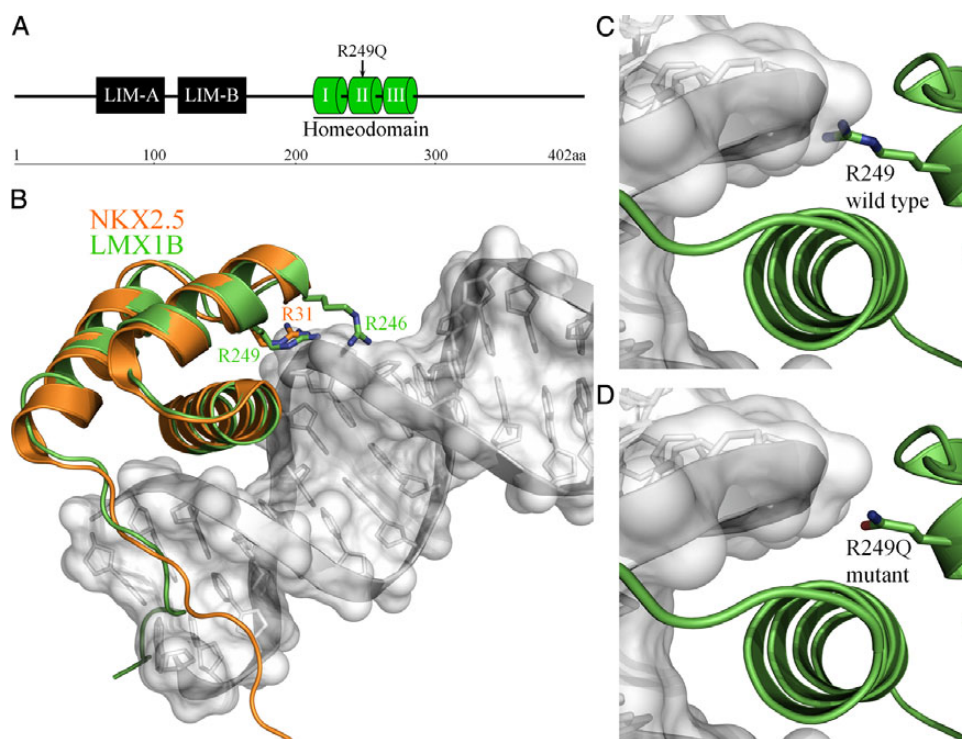 A
R249Q
LIM-A LIM-B I II III
Homeodomain
1 100 200 300 402aa
B
NKX2.5
LMX1B
R31
R249 R246
C
R249
wild type
D
R249Q
mutant